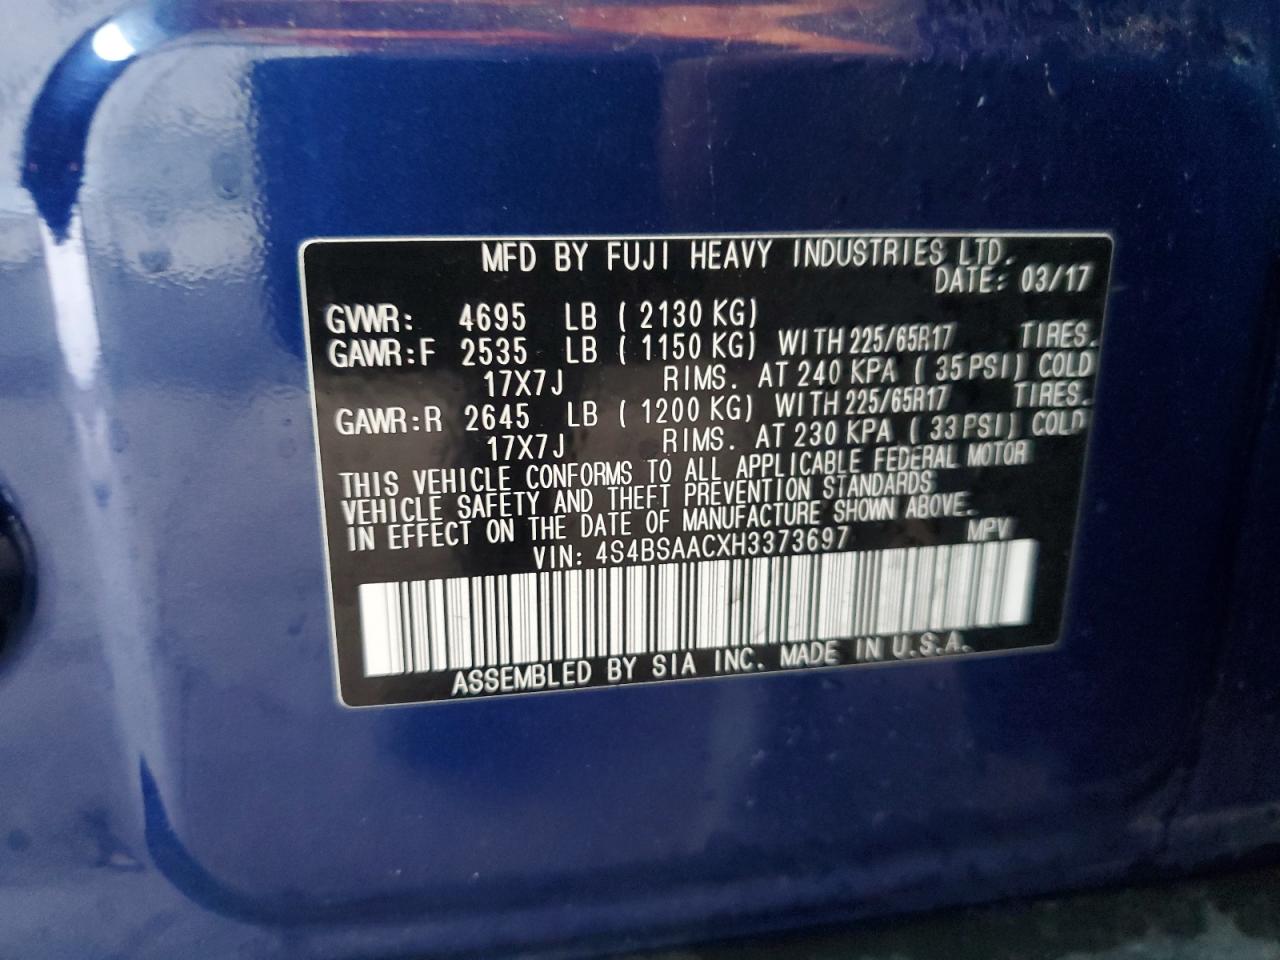 MFD BY FUJI HEAVY INDUSTRIES LTD.
DATE: 03/17
GVWR: 4695 LB ( 2130 KG)
GAWR:F 2535 LB ( 1150 KG) WITH 225/65R17 TIRES.
17X7J RIMS. AT 240 KPA ( 35 PSI) COLD
GAWR:R 2645 LB ( 1200 KG) WITH 225/65R17 TIRES.
17X7J RIMS. AT 230 KPA ( 33 PSI) COLD
THIS VEHICLE CONFORMS TO ALL APPLICABLE FEDERAL MOTOR
VEHICLE SAFETY AND THEFT PREVENTION STANDARDS
IN EFFECT ON THE DATE OF MANUFACTURE SHOWN ABOVE.
VIN: 4S4BSAACXH3373697 MPV
ASSEMBLED BY SIA INC. MADE IN U.S.A.